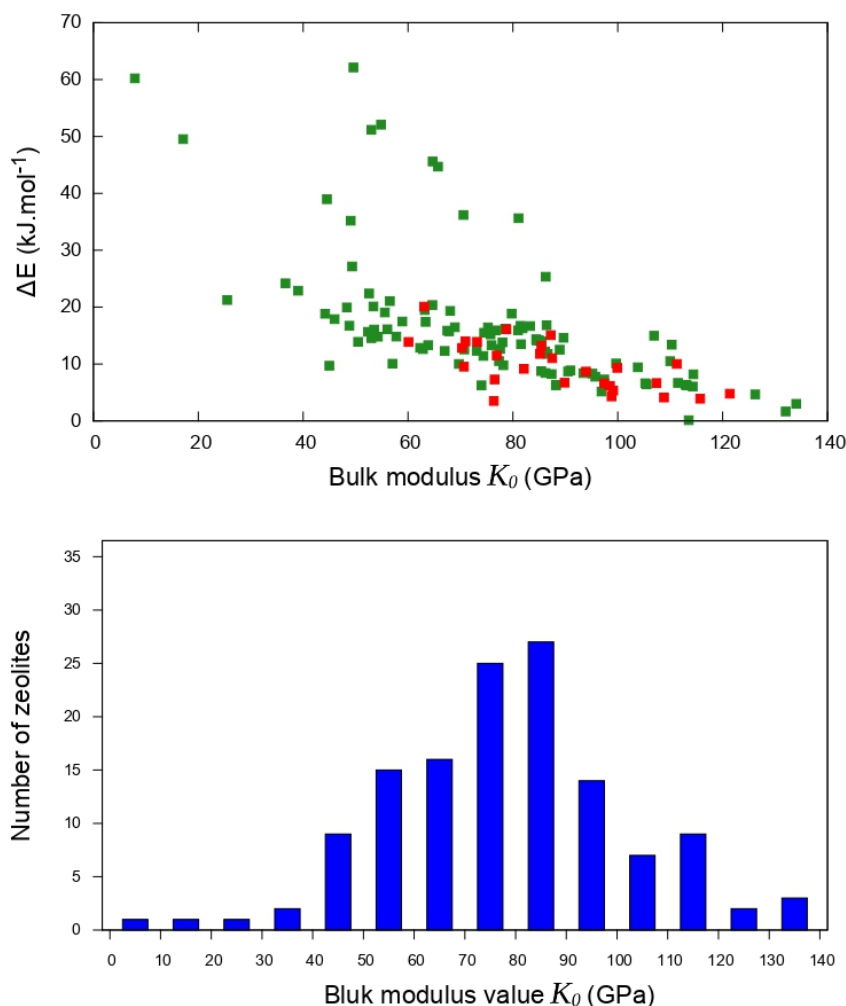 70
60
50
40
30
20
10
0
ΔE (kJ.mol⁻¹)
0 20 40 60 80 100 120 140
Bulk modulus K₀ (GPa)
35
30
25
20
15
10
5
0
Number of zeolites
0 10 20 30 40 50 60 70 80 90 100 110 120 130 140
Bluk modulus value K₀ (GPa)